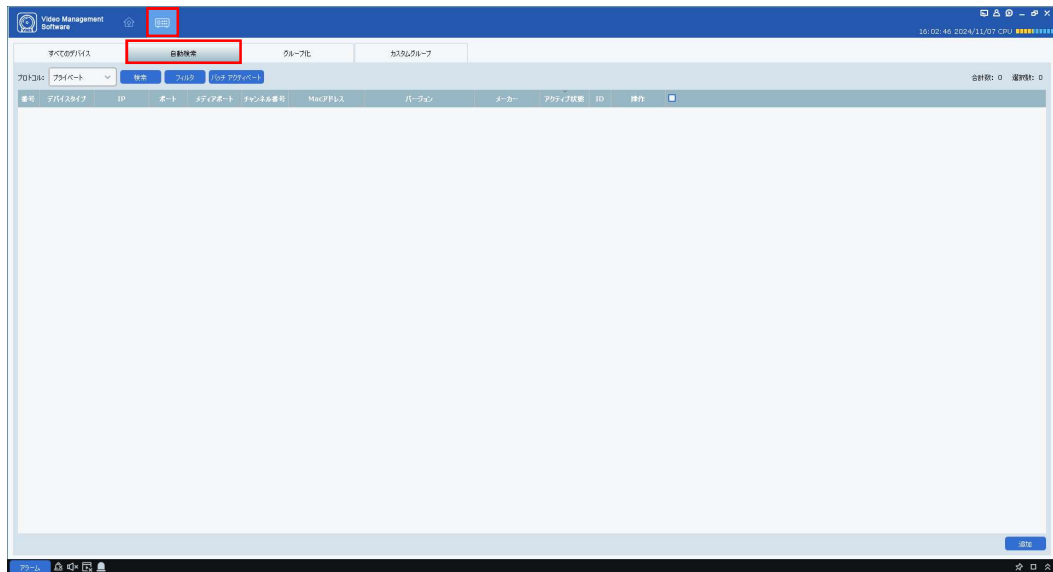 Video Management
Software
16:02:46 2024/11/07 CPU
すべてのデバイス 自動検索 グループ化 カスタムグループ
プロトコル: プライベート 検索 フィルタ バッチ アクティベート 合計数: 0 選択数: 0
番号 デバイスタイプ IP ポート メディアポート チャンネル番号 Macアドレス バージョン メーカー アクティブ状態 ID 操作
追加
アラーム